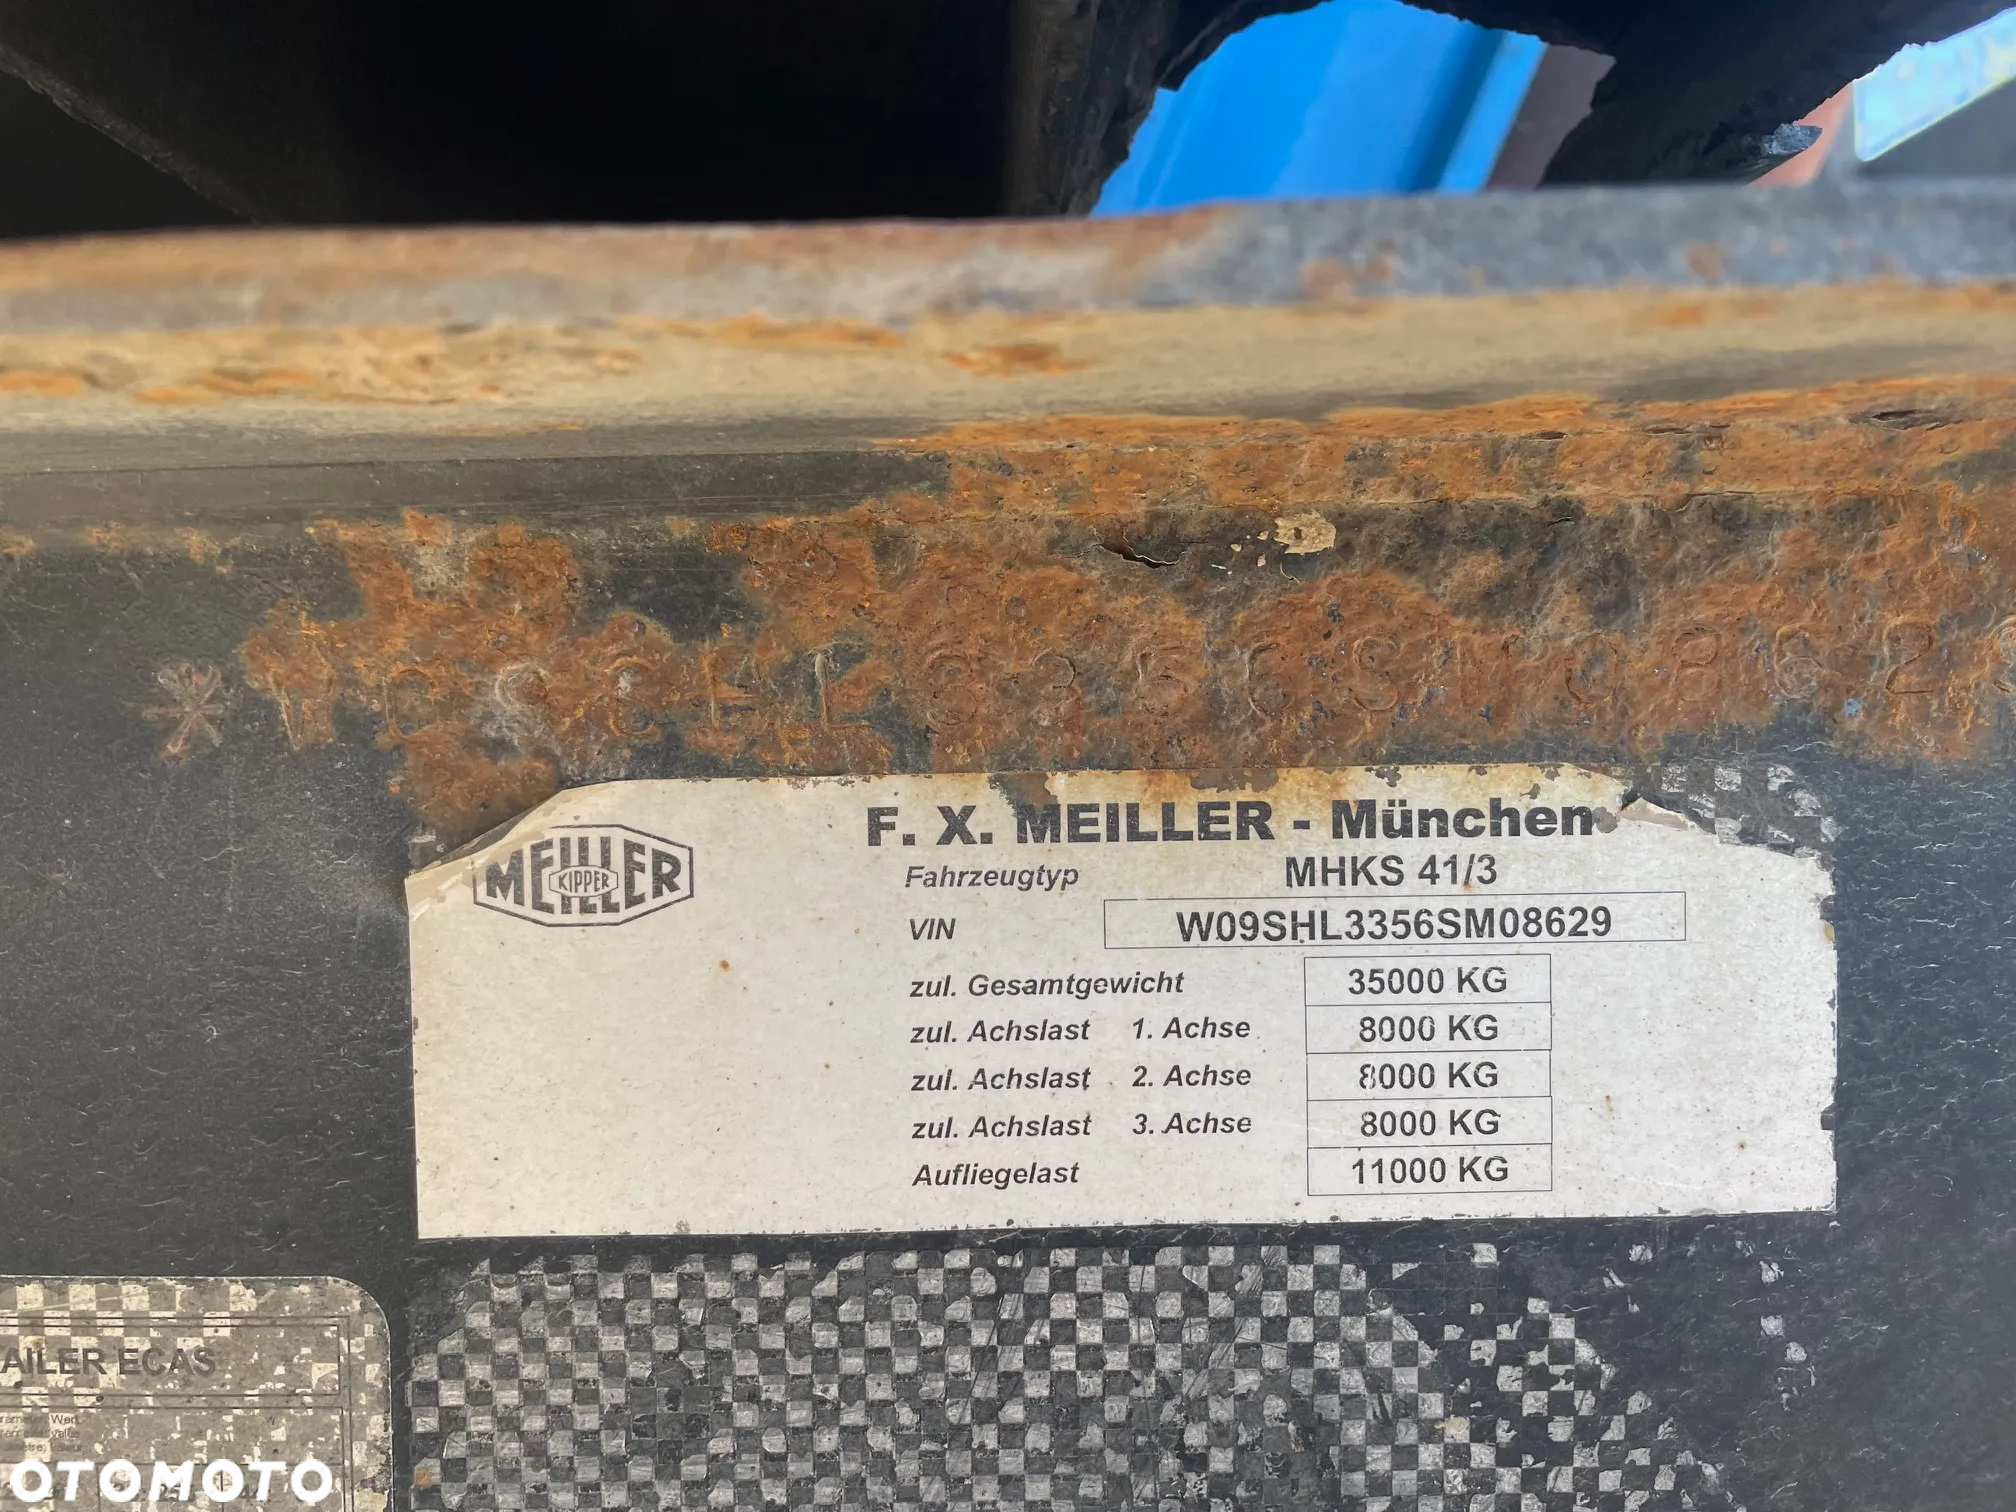 F. X. MEILLER - München
MEILLER
KIPPER
Fahrzeugtyp MHKS 41/3
VIN W09SHL3356SM08629
zul. Gesamtgewicht 35000 KG
zul. Achslast 1. Achse 8000 KG
zul. Achslast 2. Achse 8000 KG
zul. Achslast 3. Achse 8000 KG
Aufliegelast 11000 KG
AILER ECAS
OTOMOTO